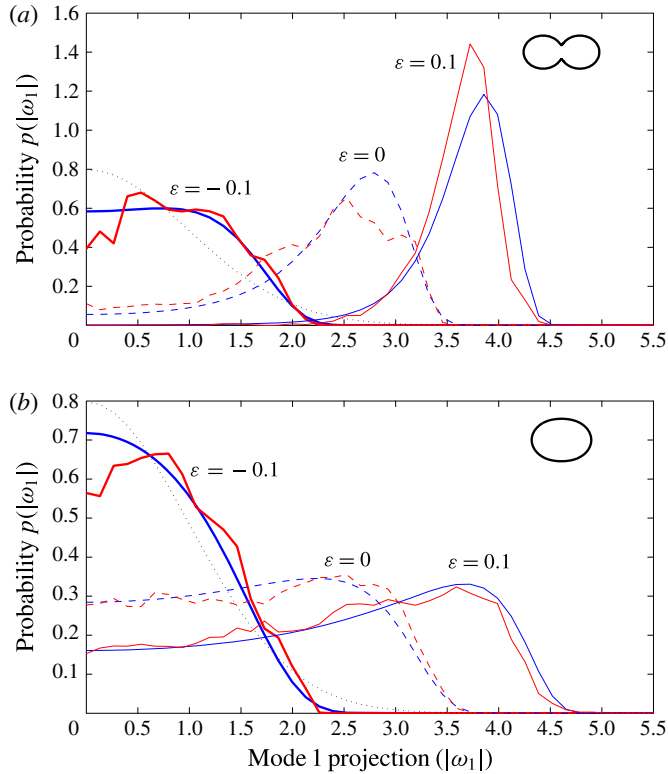 (a)
1.6
1.4
1.2
1.0
0.8
0.6
0.4
0.2
0
Probability p(|ω₁|)
ε = 0.1
ε = 0
ε = − 0.1
0.5 1.0 1.5 2.0 2.5 3.0 3.5 4.0 4.5 5.0 5.5
(b)
0.8
0.7
0.6
0.5
0.4
0.3
0.2
0.1
0
Probability p(|ω₁|)
ε = − 0.1
ε = 0
ε = 0.1
0.5 1.0 1.5 2.0 2.5 3.0 3.5 4.0 4.5 5.0 5.5
Mode 1 projection (|ω₁|)